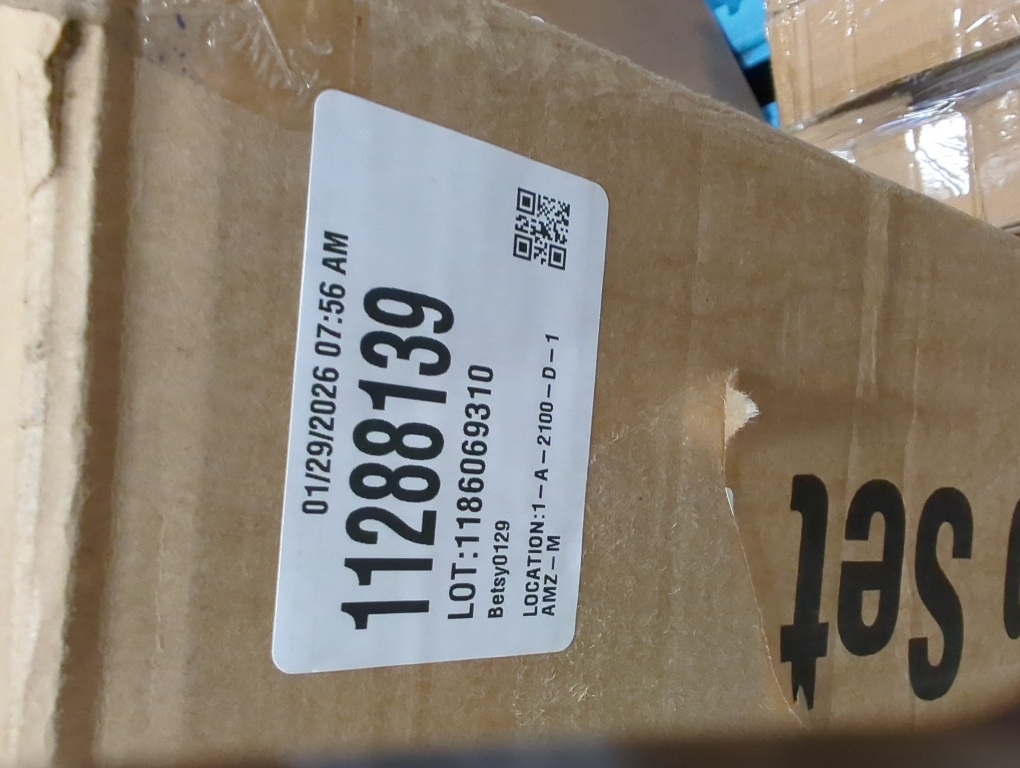 01/29/2026 07:56 AM
11288139
LOT:1186069310
Betsy0129
LOCATION:1-A-2100-D-1
AMZ-M
set